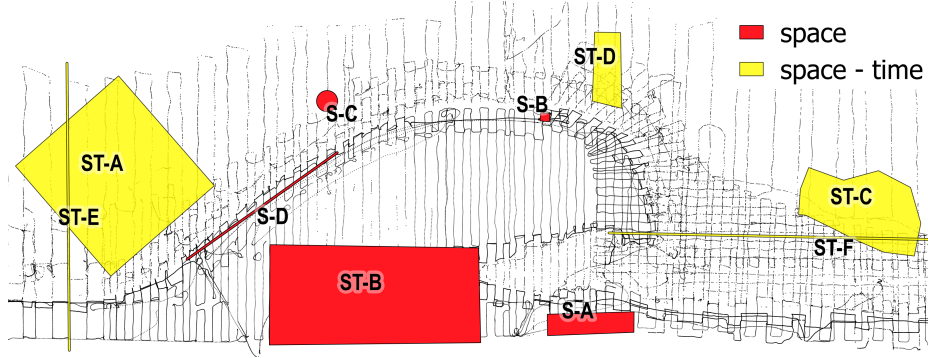 space
space - time
ST-D
S-B
S-C
ST-A
ST-C
S-D
ST-E
ST-F
ST-B
S-A